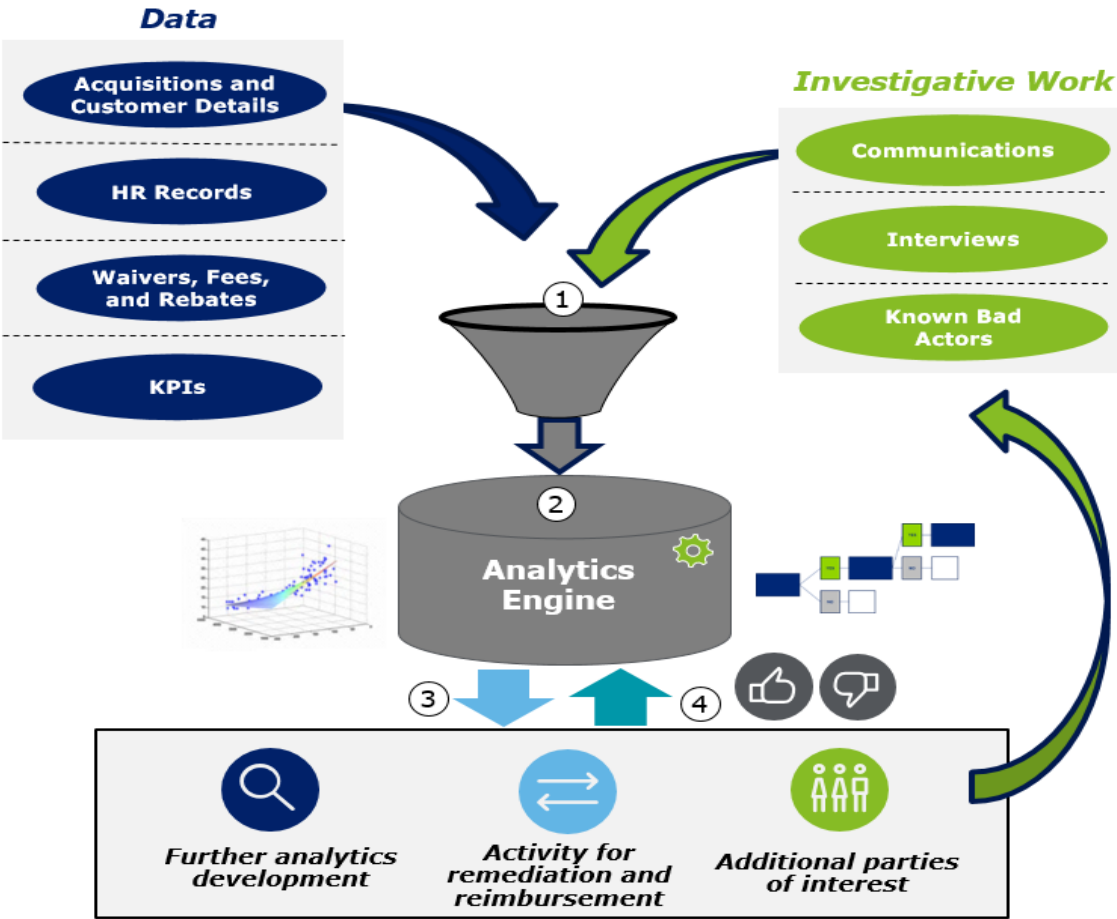 Data
Acquisitions and
Customer Details
HR Records
Waivers, Fees,
and Rebates
KPIs
Investigative Work
Communications
Interviews
Known Bad
Actors
1
2
Analytics
Engine
3
4
Further analytics
development
Activity for
remediation and
reimbursement
Additional parties
of interest